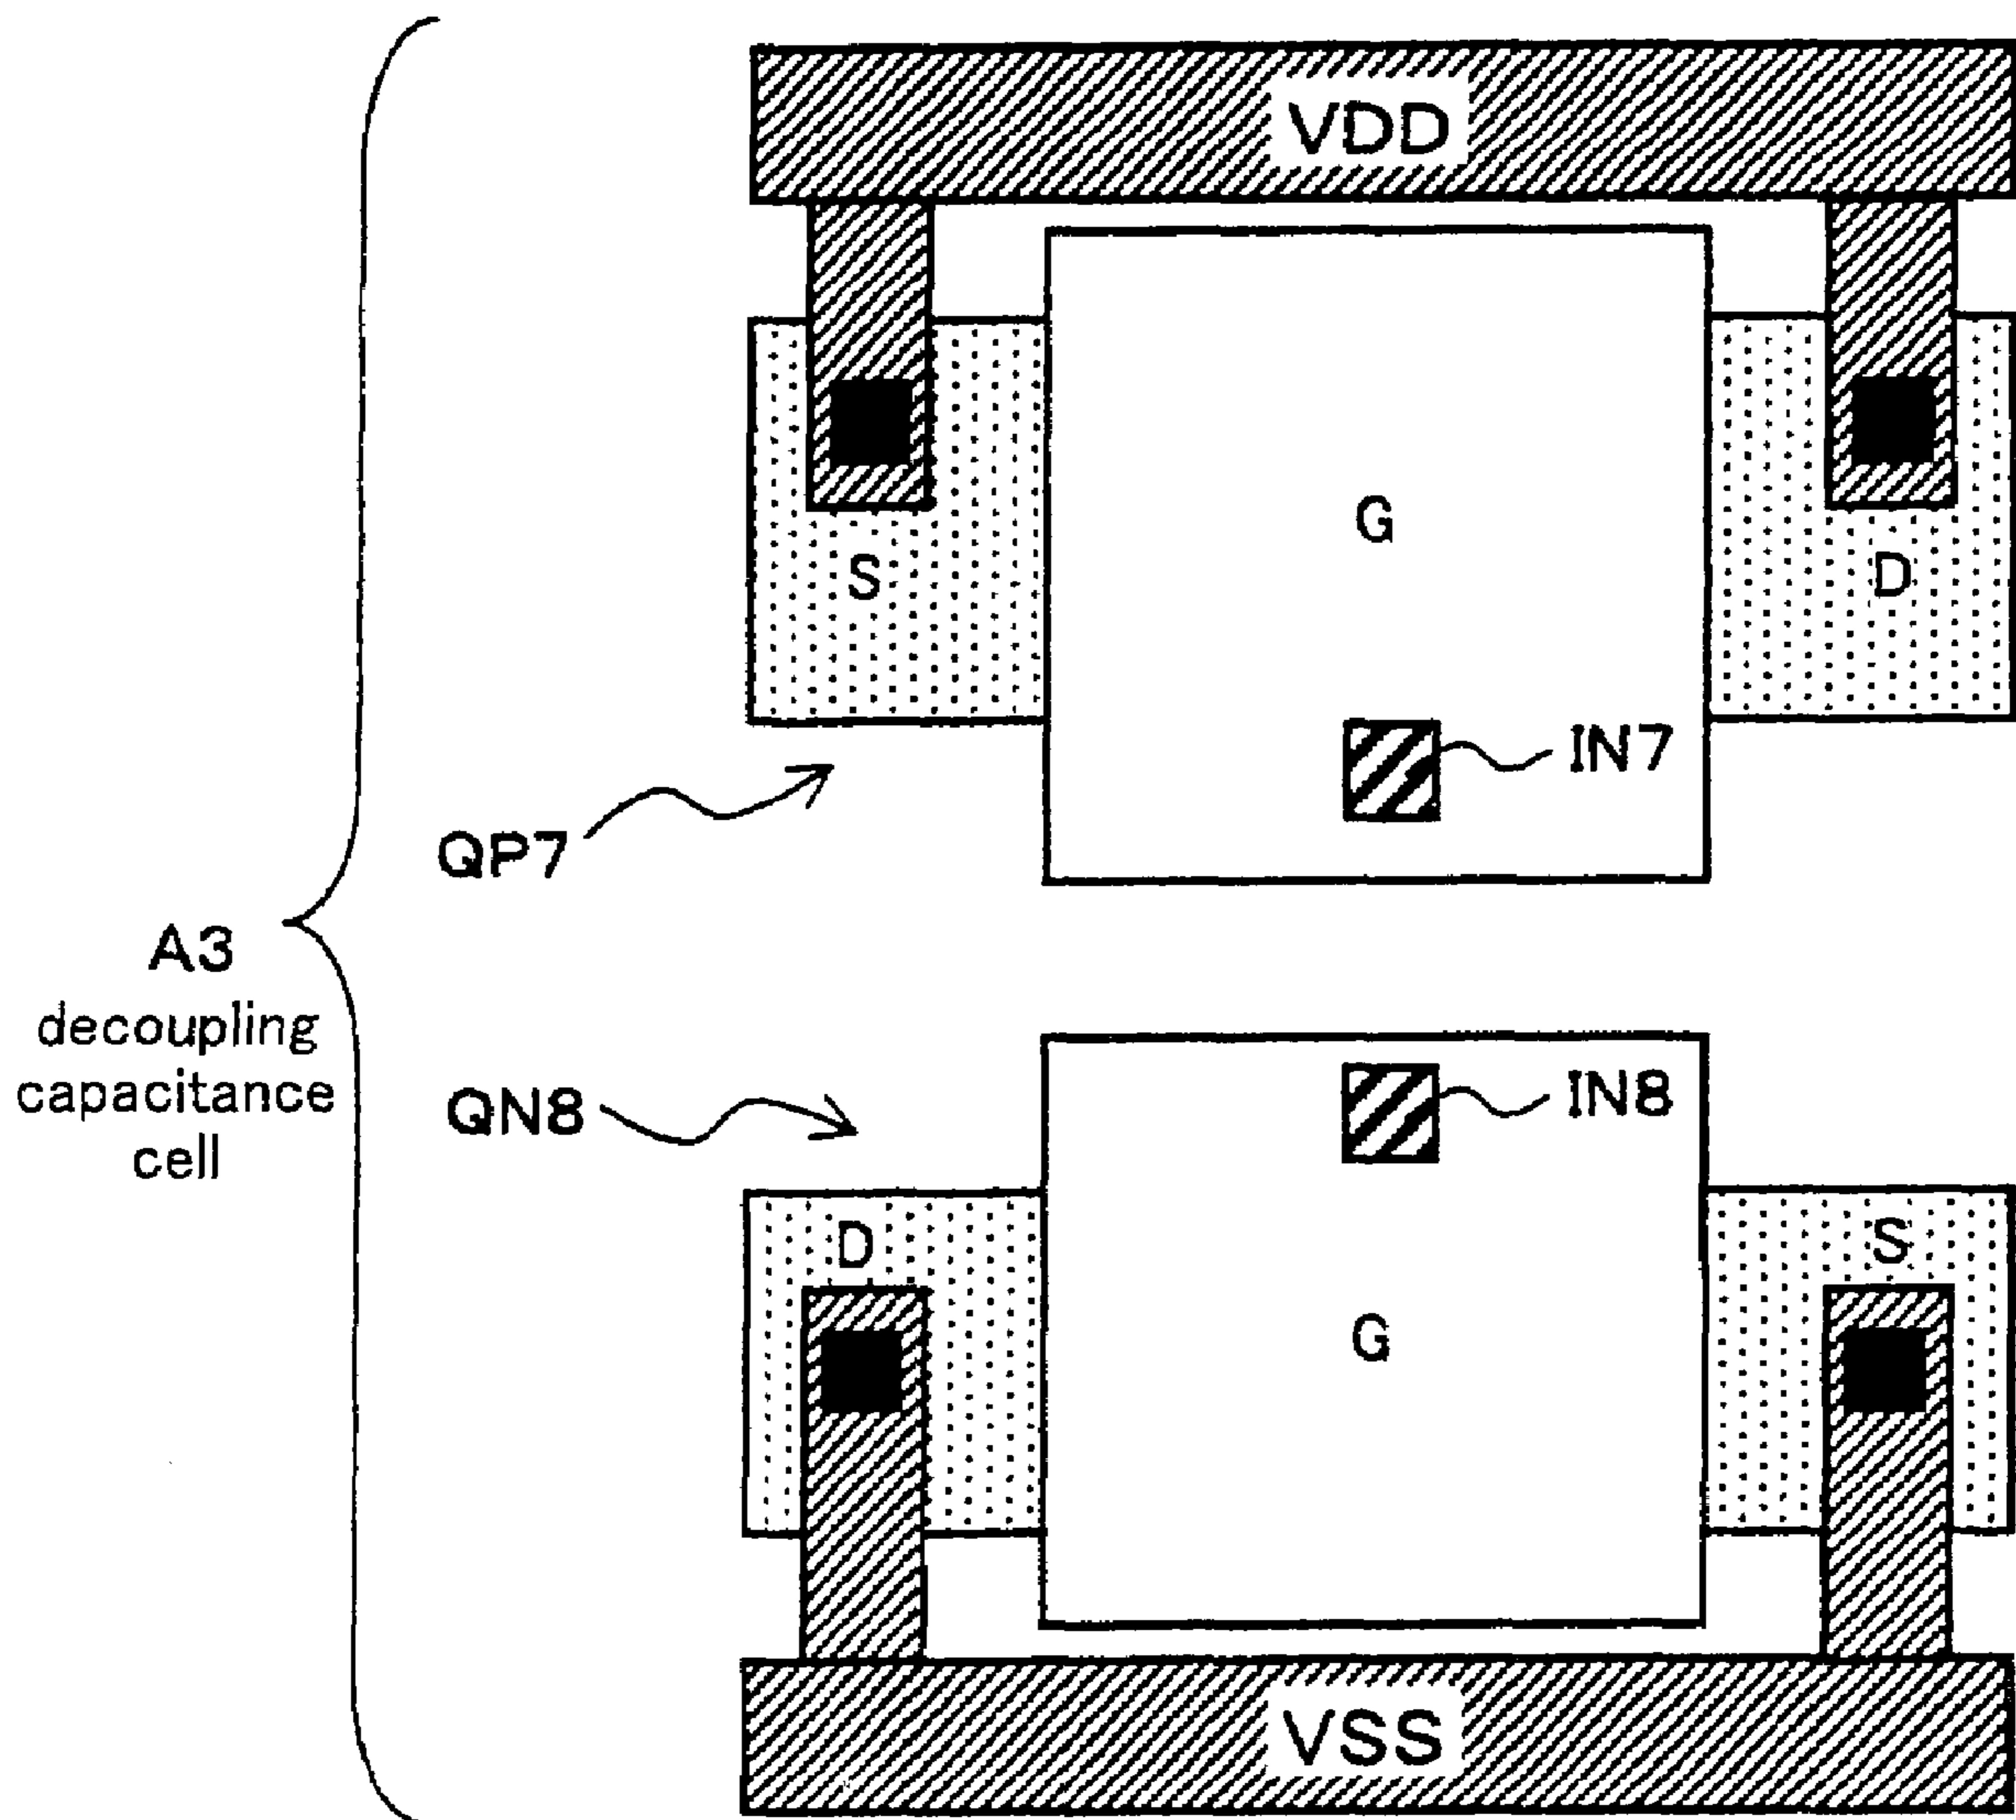 VDD
G
S
D
IN7
QP7
A3
decoupling
capacitance
cell
QN8
IN8
D
S
G
VSS